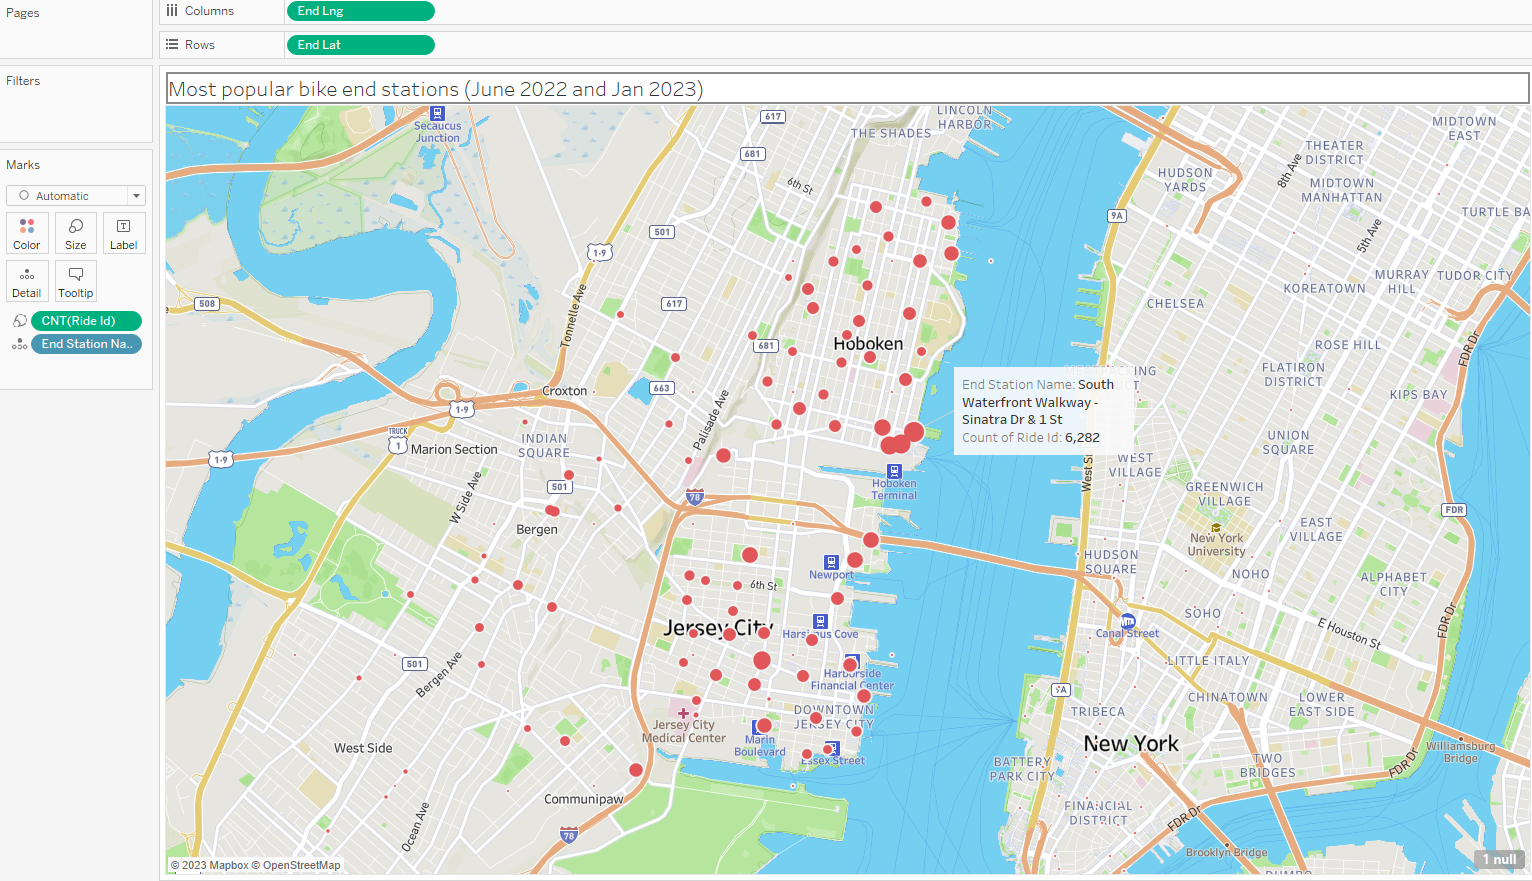 Pages
Columns
End Lng
Rows
End Lat
Filters
Most popular bike end stations (June 2022 and Jan 2023)
Marks
Automatic
Color
Size
Label
Detail
Tooltip
CNT(Ride Id)
End Station Na..
Secaucus
Junction
617
681
THE SHADES
LINCOLN
HARBOR
6th St
501
1-9
508
617
Tonnelle Ave
681
Hoboken
663
Croxton
1-9
TRUCK
1
Marion Section
INDIAN
SQUARE
Palisade Ave
1-9
501
W Side Ave
Bergen
78
Hoboken
Terminal
End Station Name: South
Waterfront Walkway -
Sinatra Dr & 1 St
Count of Ride Id: 6,282
Newport
6th St
Jersey City
Harsimus Cove
501
Bergen Ave
Harborside
Financial Center
DOWNTOWN
JERSEY CITY
Jersey City
Medical Center
Marin
Boulevard
Essex Street
West Side
Communipaw
Ocean Ave
78
MIDTOWN
EAST
THEATER
DISTRICT
8th Ave
HUDSON
YARDS
MIDTOWN
MANHATTAN
9A
TURTLE BA
5th Ave
MURRAY
HILL
TUDOR CITY
KOREATOWN
CHELSEA
ROSE HILL
FDR Dr
FLATIRON
DISTRICT
KIPS BAY
UNION
SQUARE
WEST
VILLAGE
West S
GREENWICH
VILLAGE
FDR
New York
University
EAST
VILLAGE
HUDSON
SQUARE
NOHO
ALPHABET
CITY
SOHO
Canal Street
E Houston St
FDR Dr
LITTLE ITALY
CHINATOWN
LOWER
EAST SIDE
TRIBECA
New York
Williamsburg
Bridge
BATTERY
PARK CITY
TWO
BRIDGES
FDR Dr
FINANCIAL
DISTRICT
FDR Dr
Brooklyn Bridge
© 2023 Mapbox © OpenStreetMap
1 null